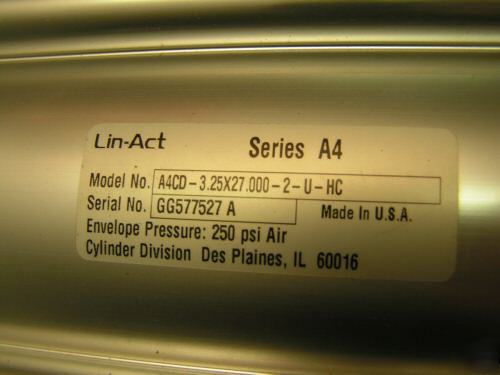 Lin-Act Series A4
Model No. A4CD-3.25X27.000-2-U-HC
Serial No. GG577527 A Made In U.S.A.
Envelope Pressure: 250 psi Air
Cylinder Division Des Plaines, IL 60016